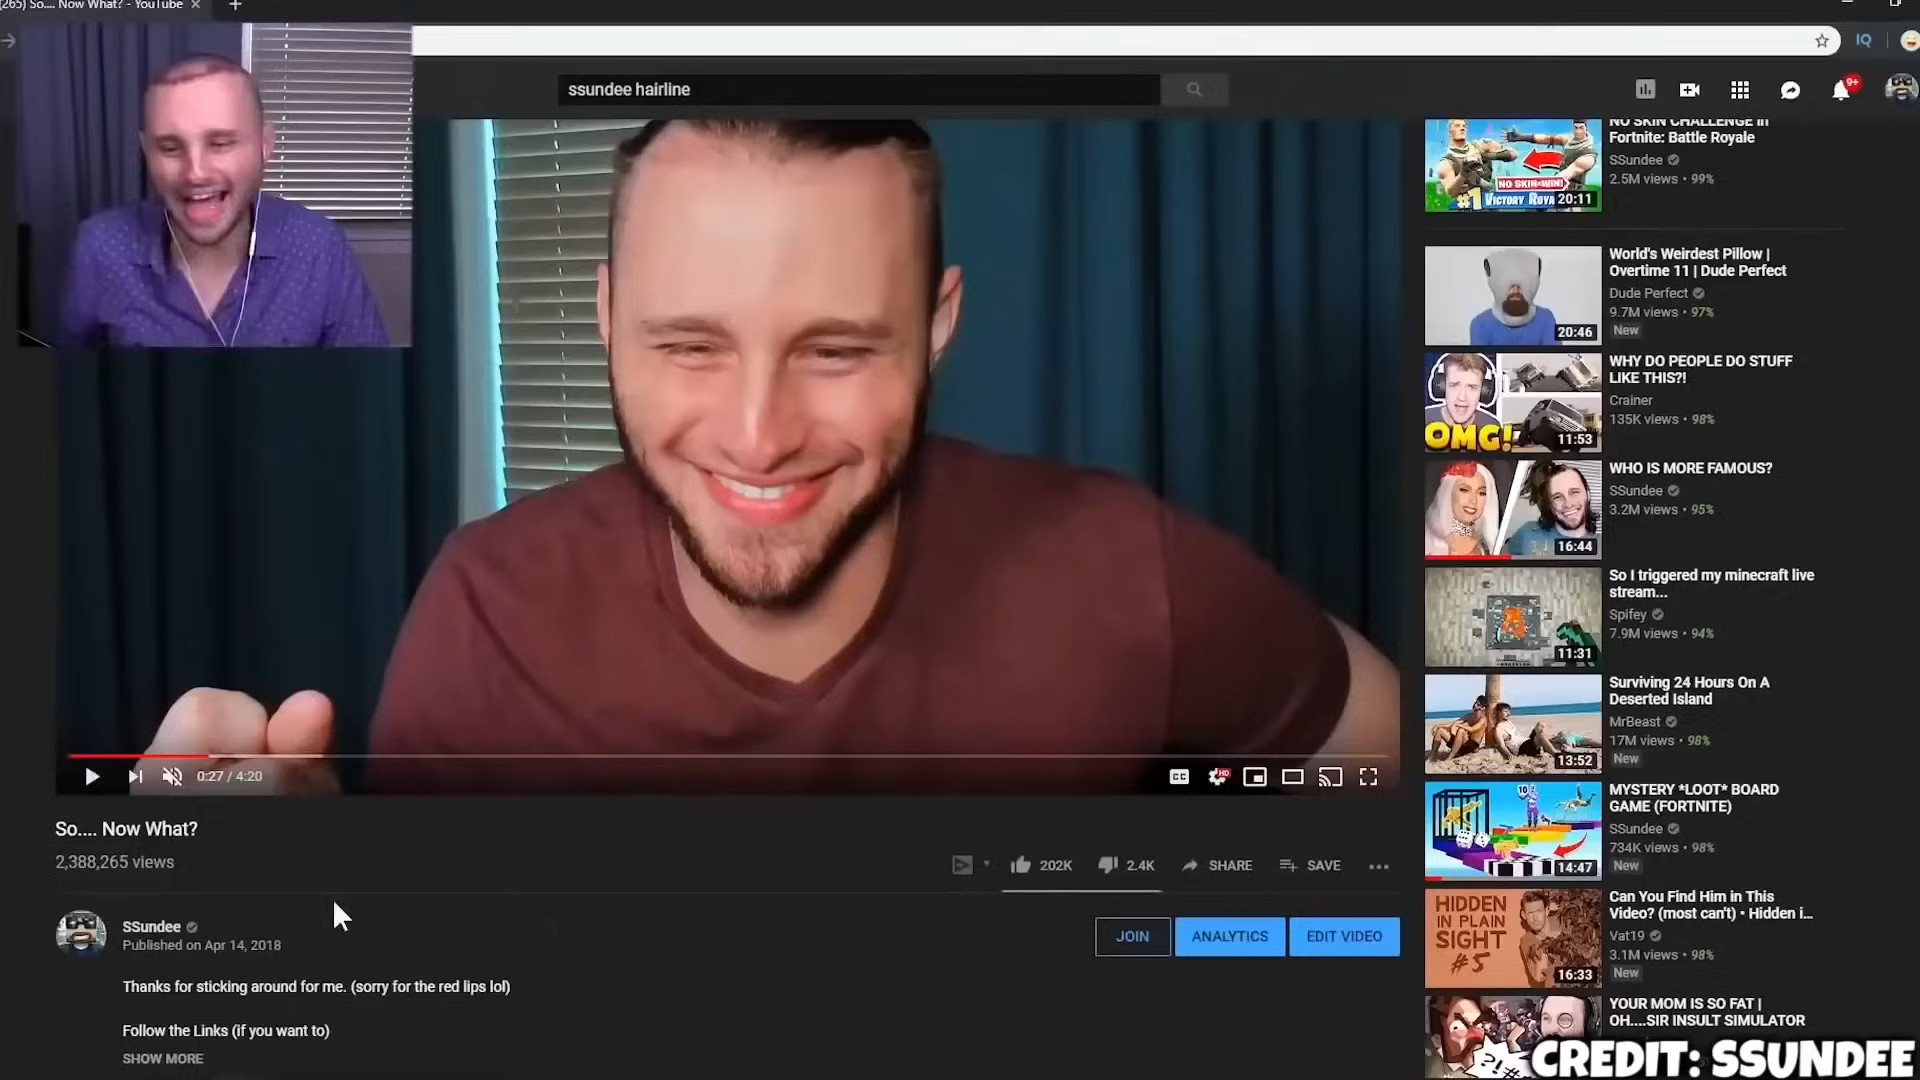 (265) So.... Now What? - YouTube
IQ
ssundee hairline
9+
0:27 / 4:20
CC
HD
So.... Now What?
2,388,265 views
202K
2.4K
SHARE
SAVE
SSundee
Published on Apr 14, 2018
JOIN
ANALYTICS
EDIT VIDEO
Thanks for sticking around for me. (sorry for the red lips lol)
Follow the Links (if you want to)
SHOW MORE
NO SKIN=WIN!
#1 VICTORY ROYA
20:11
NO SKIN CHALLENGE in
Fortnite: Battle Royale
SSundee
2.5M views • 99%
20:46
World's Weirdest Pillow |
Overtime 11 | Dude Perfect
Dude Perfect
9.7M views • 97%
New
OMG!
11:53
WHY DO PEOPLE DO STUFF
LIKE THIS?!
Crainer
135K views • 98%
16:44
WHO IS MORE FAMOUS?
SSundee
3.2M views • 95%
11:31
So I triggered my minecraft live
stream...
Spifey
7.9M views • 94%
13:52
Surviving 24 Hours On A
Deserted Island
MrBeast
17M views • 98%
New
10
14:47
MYSTERY *LOOT* BOARD
GAME (FORTNITE)
SSundee
734K views • 98%
New
HIDDEN
IN PLAIN
SIGHT
#5
16:33
Can You Find Him in This
Video? (most can't) • Hidden i...
Vat19
3.1M views • 98%
New
?!#
YOUR MOM IS SO FAT |
OH....SIR INSULT SIMULATOR
CREDIT: SSUNDEE